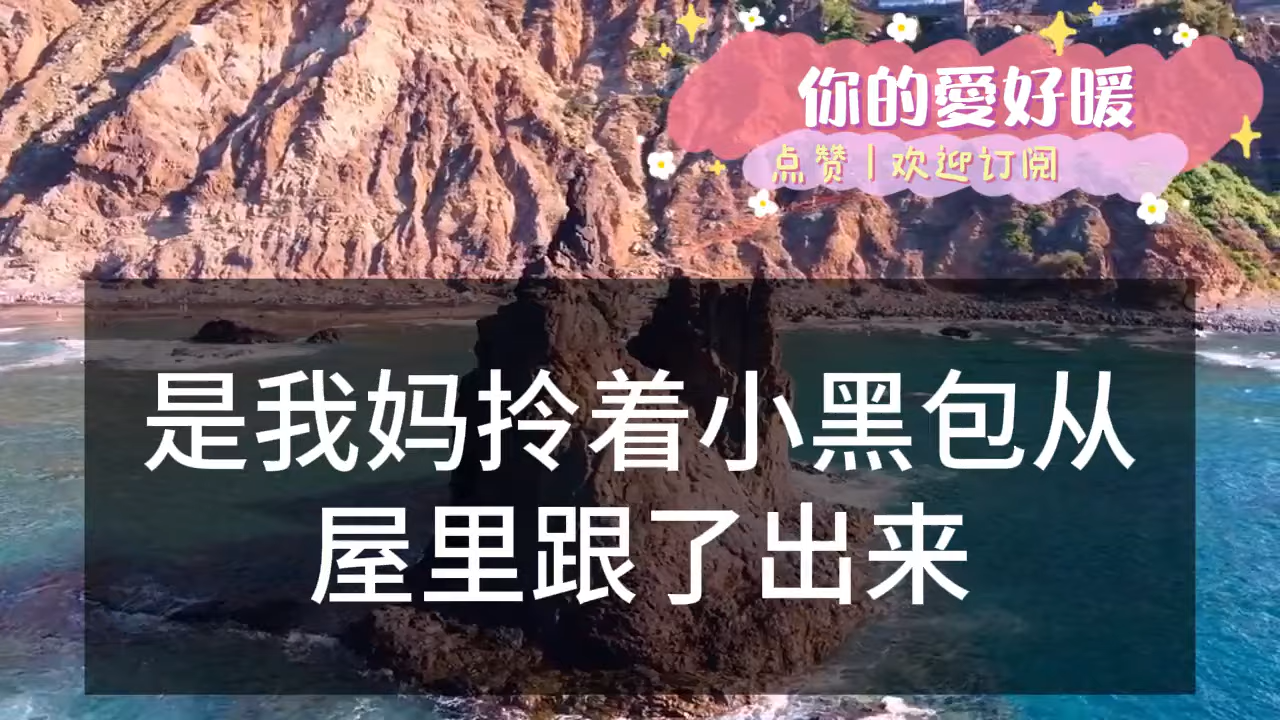 你的愛好暖
点赞 | 欢迎订阅
是我妈拎着小黑包从
屋里跟了出来